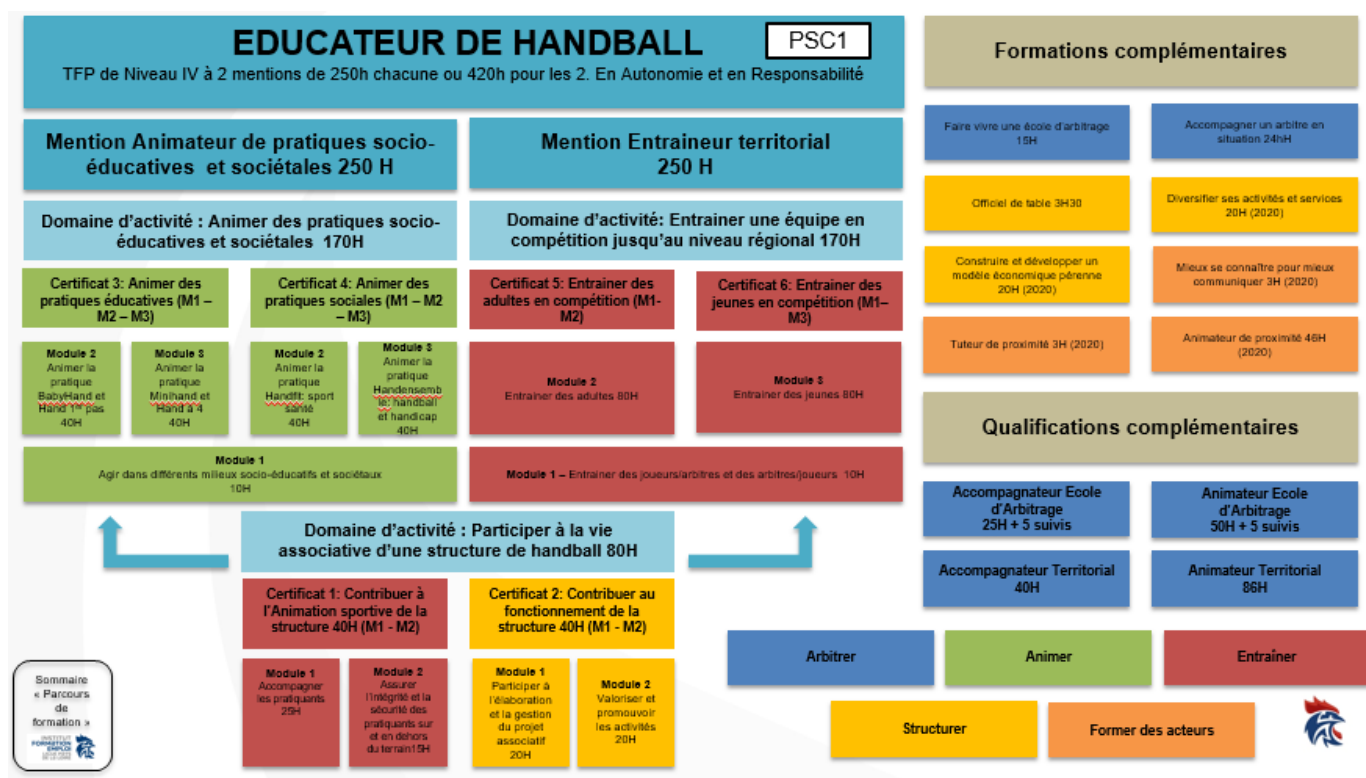 EDUCATEUR DE HANDBALL
PSC1
TFP de Niveau IV à 2 mentions de 250h chacune ou 420h pour les 2. En Autonomie et en Responsabilité
Mention Animateur de pratiques socio-
éducatives et sociétales 250 H
Mention Entraineur territorial
250 H
Domaine d'activité : Animer des pratiques socio-
éducatives et sociétales 170H
Domaine d'activité: Entrainer une équipe en
compétition jusqu'au niveau régional 170H
Certificat 3: Animer des
pratiques éducatives (M1 –
M2 – M3)
Certificat 4: Animer des
pratiques sociales (M1 – M2
– M3)
Certificat 5: Entrainer des
adultes en compétition (M1-
M2)
Certificat 6: Entrainer des
jeunes en compétition (M1–
M3)
Module 2
Animer la
pratique
BabyHand et
Hand 1er pas
40H
Module 3
Animer la
pratique
Minihand et
Hand à 4
40H
Module 2
Animer la
pratique
Handfit: sport
santé
40H
Module 3
Animer la
pratique
Handensemb
le: handball
et handicap
40H
Module 2
Entrainer des adultes 80H
Module 3
Entrainer des jeunes 80H
Module 1
Agir dans différents milieux socio-éducatifs et sociétaux
10H
Module 1 – Entrainer des joueurs/arbitres et des arbitres/joueurs 10H
Domaine d'activité : Participer à la vie
associative d'une structure de handball 80H
Certificat 1: Contribuer à
l'Animation sportive de la
structure 40H (M1 - M2)
Certificat 2: Contribuer au
fonctionnement de la
structure 40H (M1 - M2)
Module 1
Accompagner
les pratiquants
25H
Module 2
Assurer
l'intégrité et la
sécurité des
pratiquants sur
et en dehors
du terrain15H
Module 1
Participer à
l'élaboration
et la gestion
du projet
associatif
20H
Module 2
Valoriser et
promouvoir
les activités
20H
Sommaire
« Parcours
de
formation »
INSTITUT
FORMATION
EMPLOI
Formations complémentaires
Faire vivre une école d'arbitrage
15H
Accompagner un arbitre en
situation 24hH
Officiel de table 3H30
Diversifier ses activités et services
20H (2020)
Construire et développer un
modèle économique pérenne
20H (2020)
Mieux se connaître pour mieux
communiquer 3H (2020)
Tuteur de proximité 3H (2020)
Animateur de proximité 46H
(2020)
Qualifications complémentaires
Accompagnateur Ecole
d'Arbitrage
25H + 5 suivis
Animateur Ecole
d'Arbitrage
50H + 5 suivis
Accompagnateur Territorial
40H
Animateur Territorial
86H
Arbitrer
Animer
Entraîner
Structurer
Former des acteurs